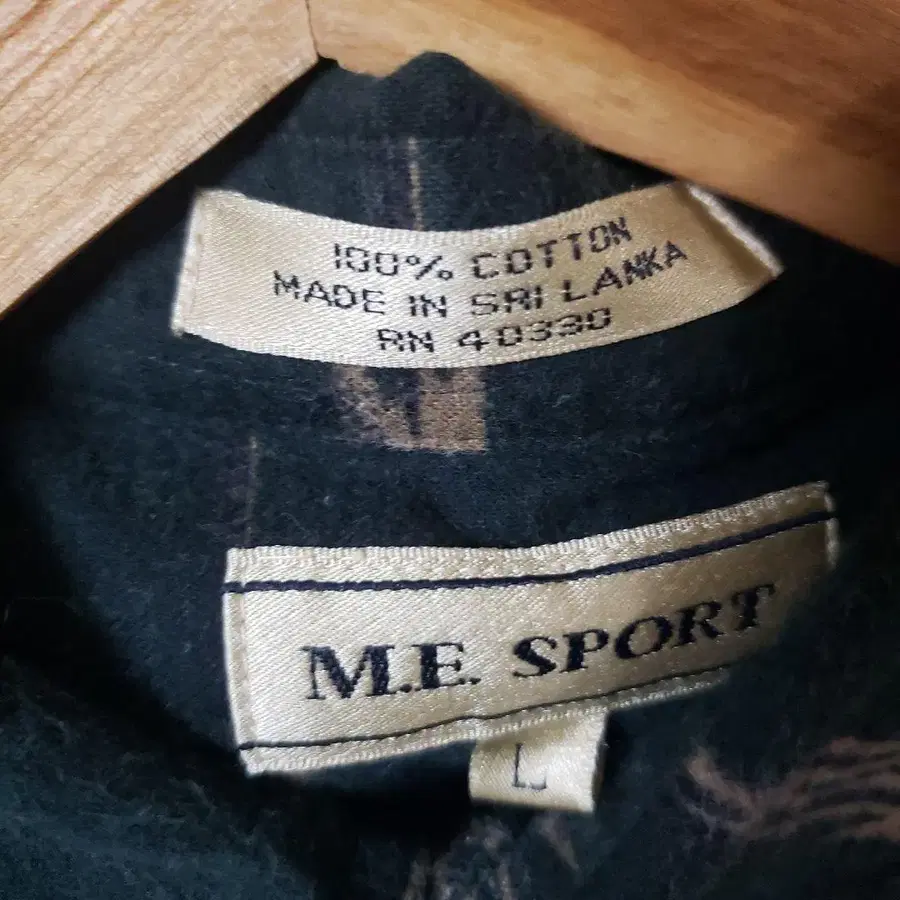 100% COTTON
MADE IN SRI LANKA
RN 40330
M.E. SPORT
L